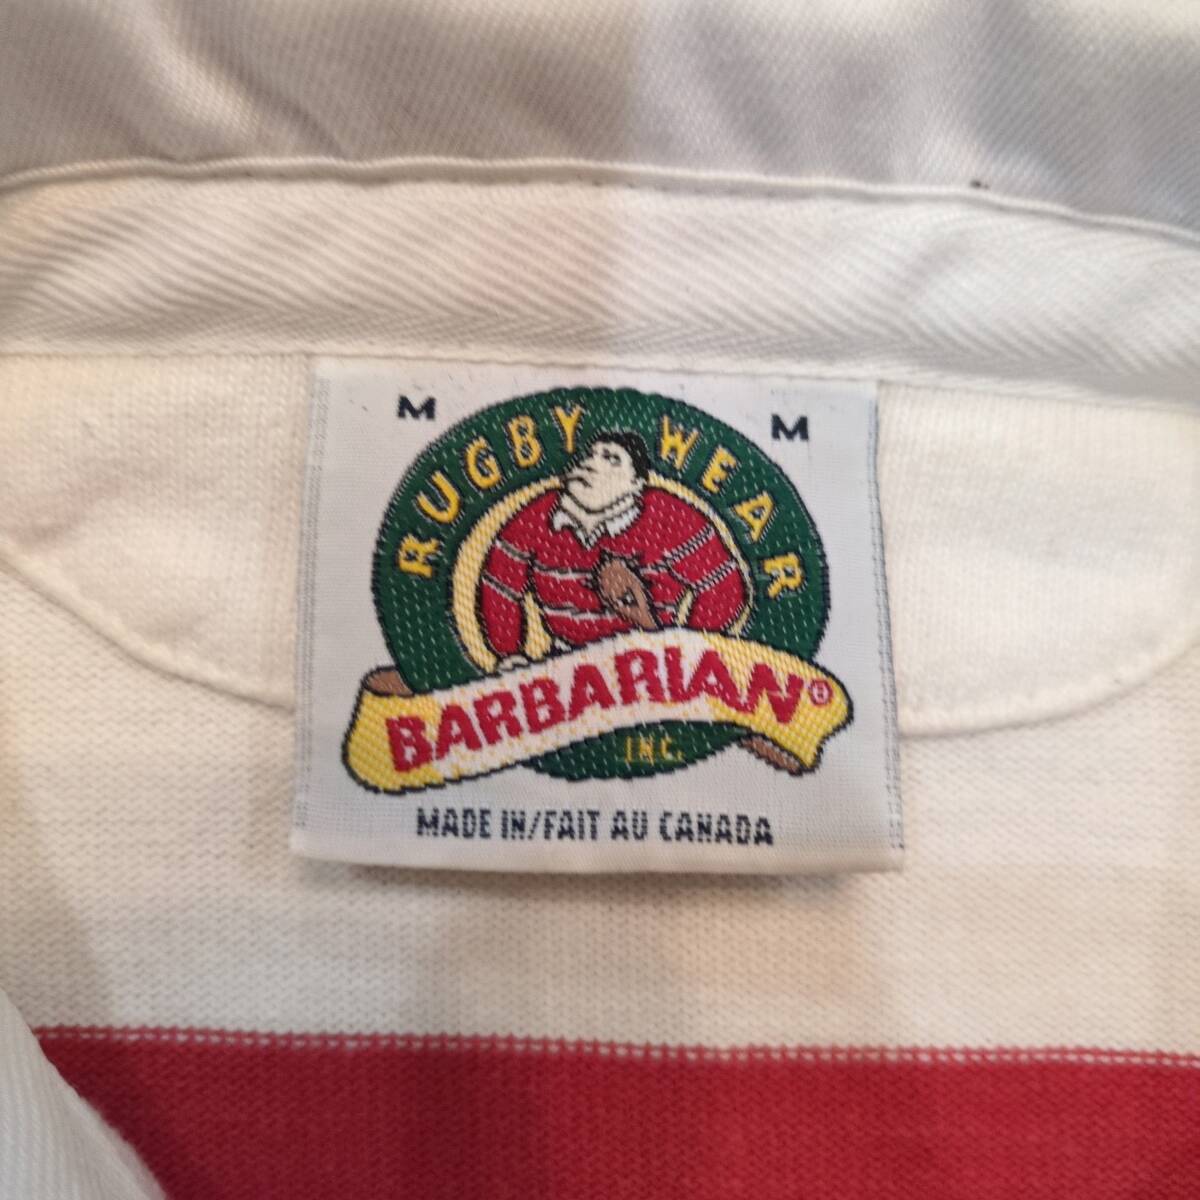 M M
RUGBY WEAR
BARBARIAN®
INC.
MADE IN/FAIT AU CANADA